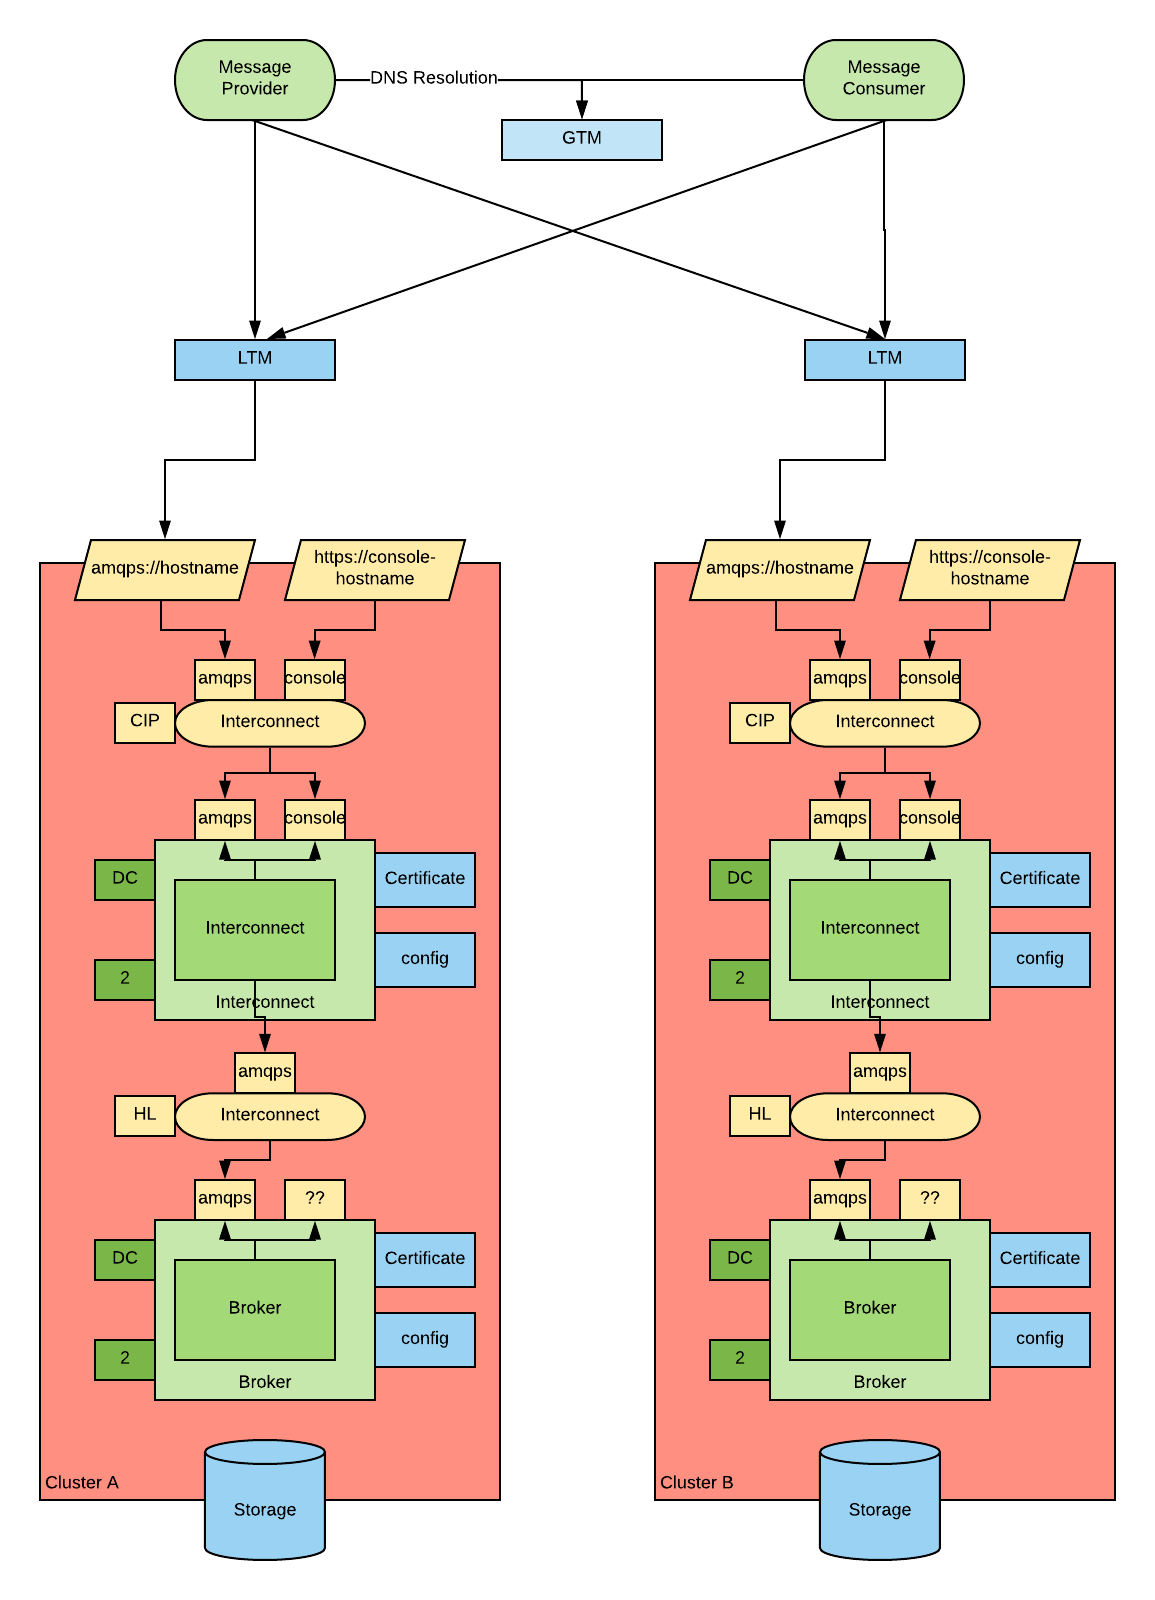 Message
Provider
DNS Resolution
Message
Consumer
GTM
LTM
LTM
amqps://hostname
https://console-
hostname
amqps
console
CIP
Interconnect
amqps
console
DC
Certificate
Interconnect
2
config
Interconnect
amqps
HL
Interconnect
amqps
??
DC
Certificate
Broker
2
config
Broker
Cluster A
Storage
amqps://hostname
https://console-
hostname
amqps
console
CIP
Interconnect
amqps
console
DC
Certificate
Interconnect
2
config
Interconnect
amqps
HL
Interconnect
amqps
??
DC
Certificate
Broker
2
config
Broker
Cluster B
Storage